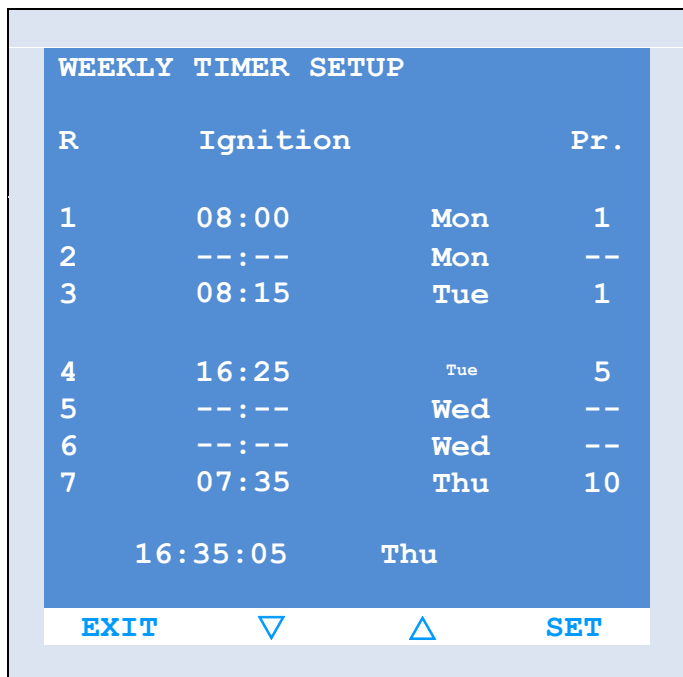 WEEKLY TIMER SETUP
R Ignition Pr.
1 08:00 Mon 1
2 --:-- Mon --
3 08:15 Tue 1
4 16:25 Tue 5
5 --:-- Wed --
6 --:-- Wed --
7 07:35 Thu 10
16:35:05 Thu
EXIT ▽ △ SET